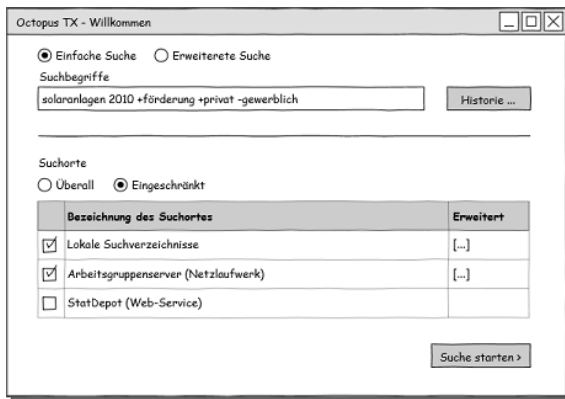 Octopus TX - Willkommen
Einfache Suche Erweiterete Suche
Suchbegriffe
solaranlagen 2010 +förderung +privat -gewerblich Historie ...
Suchorte
Überall Eingeschränkt
Bezeichnung des Suchortes Erweitert
Lokale Suchverzeichnisse [...]
Arbeitsgruppenserver (Netzlaufwerk) [...]
StatDepot (Web-Service)
Suche starten >